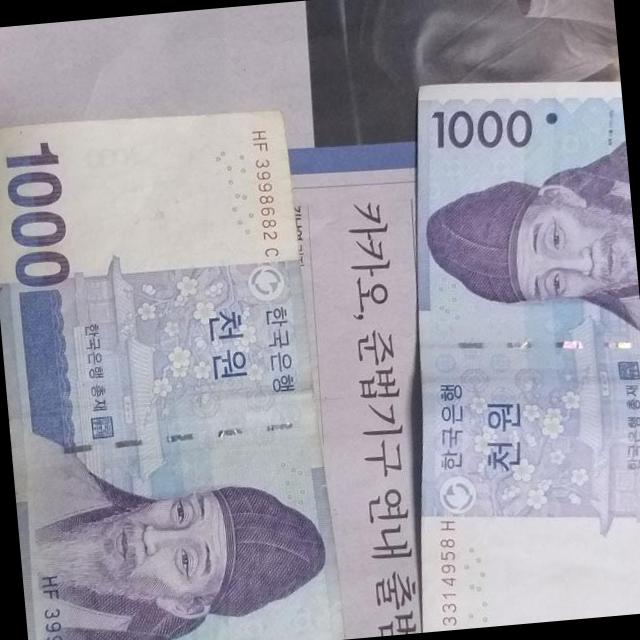 1000
HF 3998682 C
한국은행
천원
한국은행 총재
HF 399
카카오, 준법기구 연내 출범
1000
한국은행
천원
한국은행 총재
3314958 H